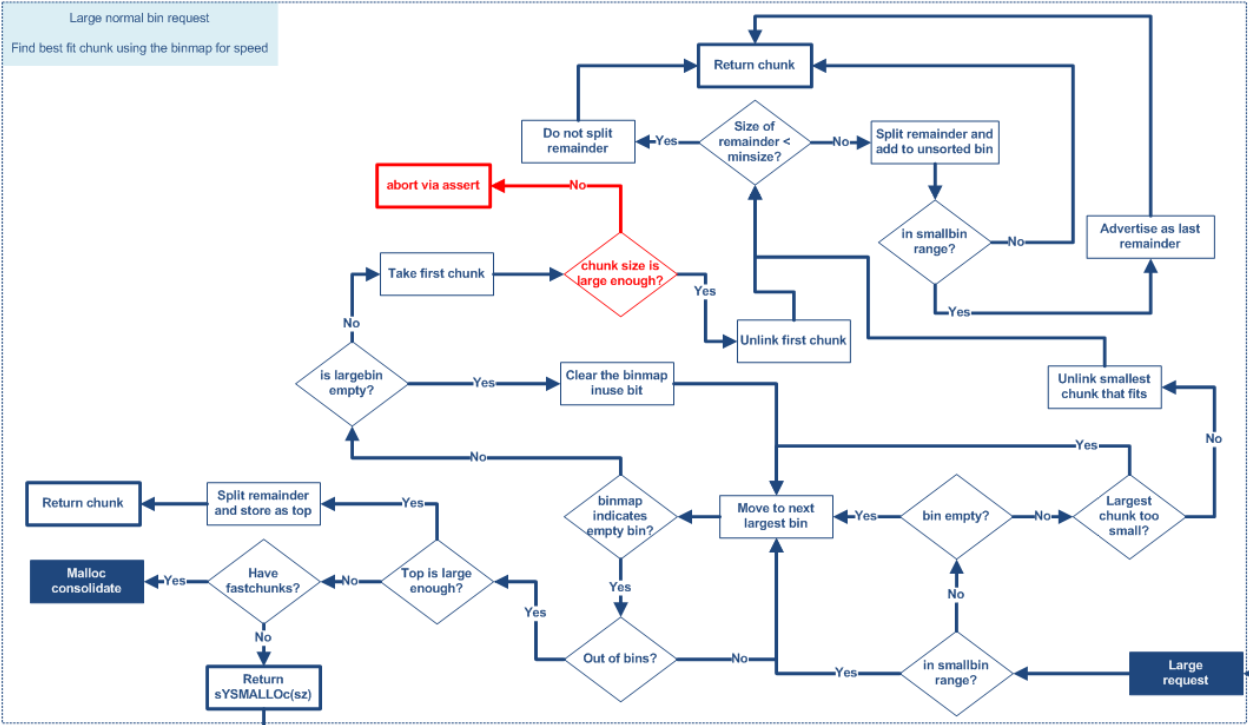 Large normal bin request
Find best fit chunk using the binmap for speed
Return chunk
Do not split
remainder
Yes
Size of
remainder <
minsize?
No
Split remainder and
add to unsorted bin
abort via assert
No
in smallbin
range?
No
Advertise as last
remainder
Yes
Take first chunk
chunk size is
large enough?
Yes
Unlink first chunk
No
is largebin
empty?
Yes
Clear the binmap
inuse bit
Unlink smallest
chunk that fits
No
Yes
No
Return chunk
Split remainder
and store as top
Yes
binmap
indicates
empty bin?
Move to next
largest bin
Yes
bin empty?
No
Largest
chunk too
small?
Malloc
consolidate
Yes
Have
fastchunks?
No
Top is large
enough?
Yes
Yes
No
No
Out of bins?
No
Yes
in smallbin
range?
Large
request
Return
sYSMALLOc(sz)